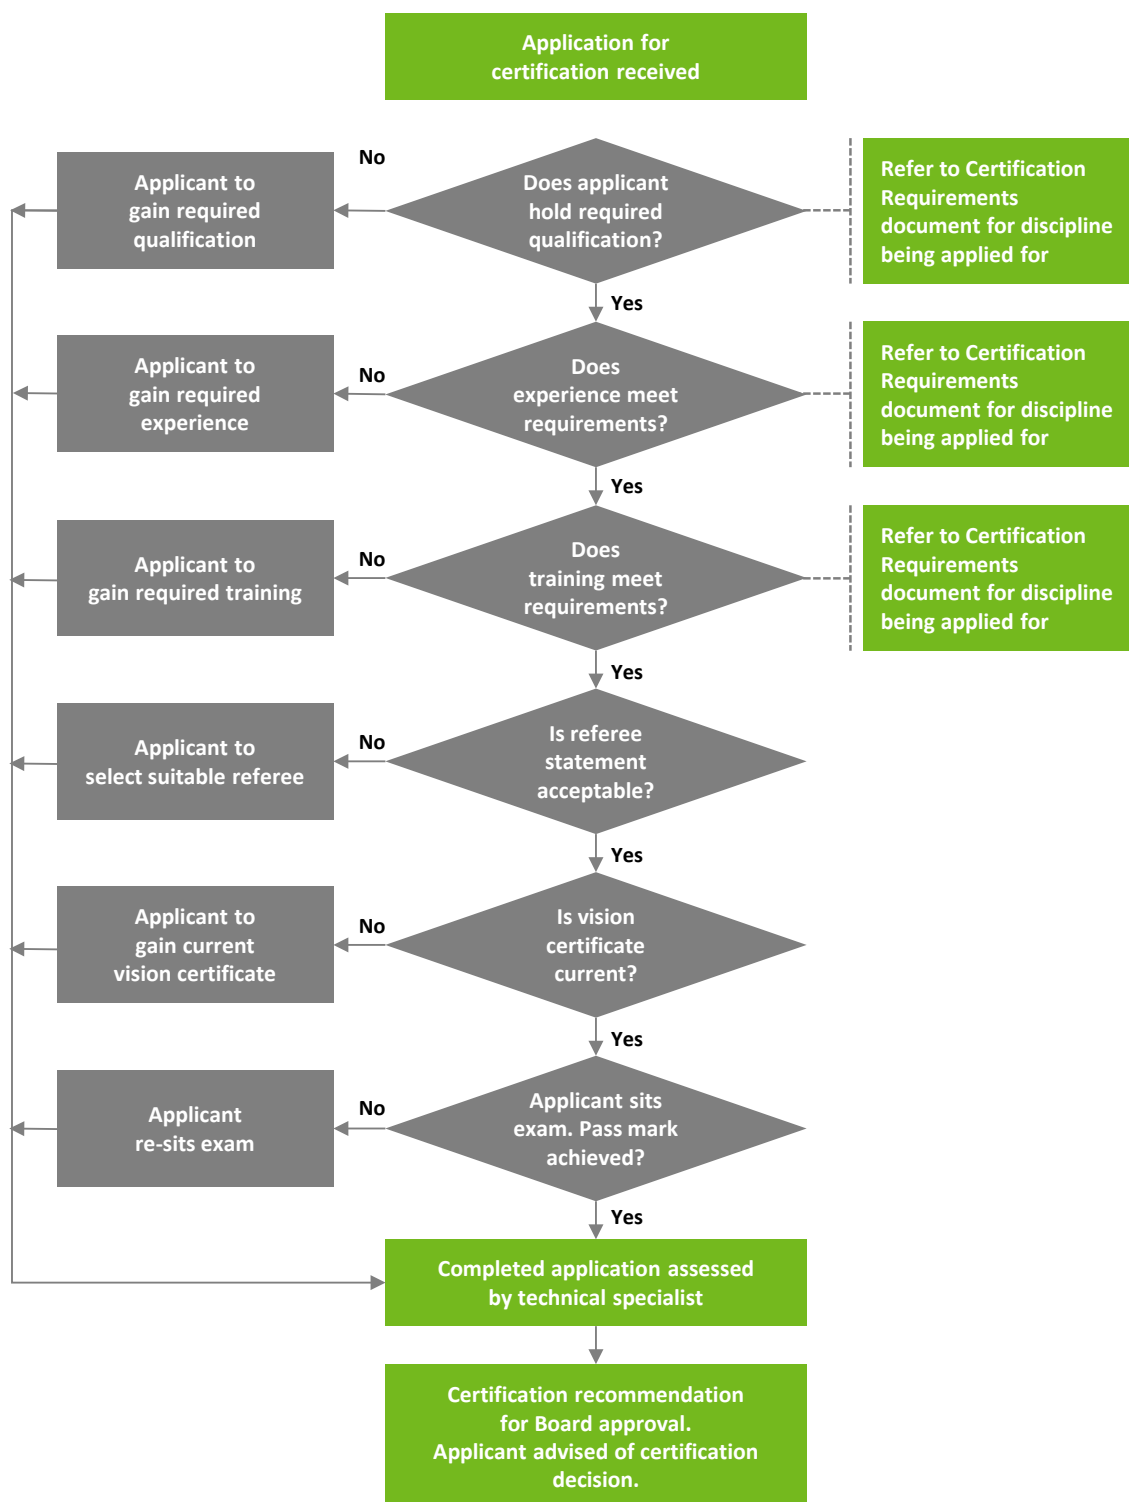 Application for
certification received
No
Applicant to
gain required
qualification
Does applicant
hold required
qualification?
Refer to Certification
Requirements
document for discipline
being applied for
Yes
Applicant to
gain required
experience
No
Does
experience meet
requirements?
Refer to Certification
Requirements
document for discipline
being applied for
Yes
Applicant to
gain required training
No
Does
training meet
requirements?
Refer to Certification
Requirements
document for discipline
being applied for
Yes
Applicant to
select suitable referee
No
Is referee
statement
acceptable?
Yes
Applicant to
gain current
vision certificate
No
Is vision
certificate
current?
Yes
Applicant
re-sits exam
No
Applicant sits
exam. Pass mark
achieved?
Yes
Completed application assessed
by technical specialist
Certification recommendation
for Board approval.
Applicant advised of certification
decision.